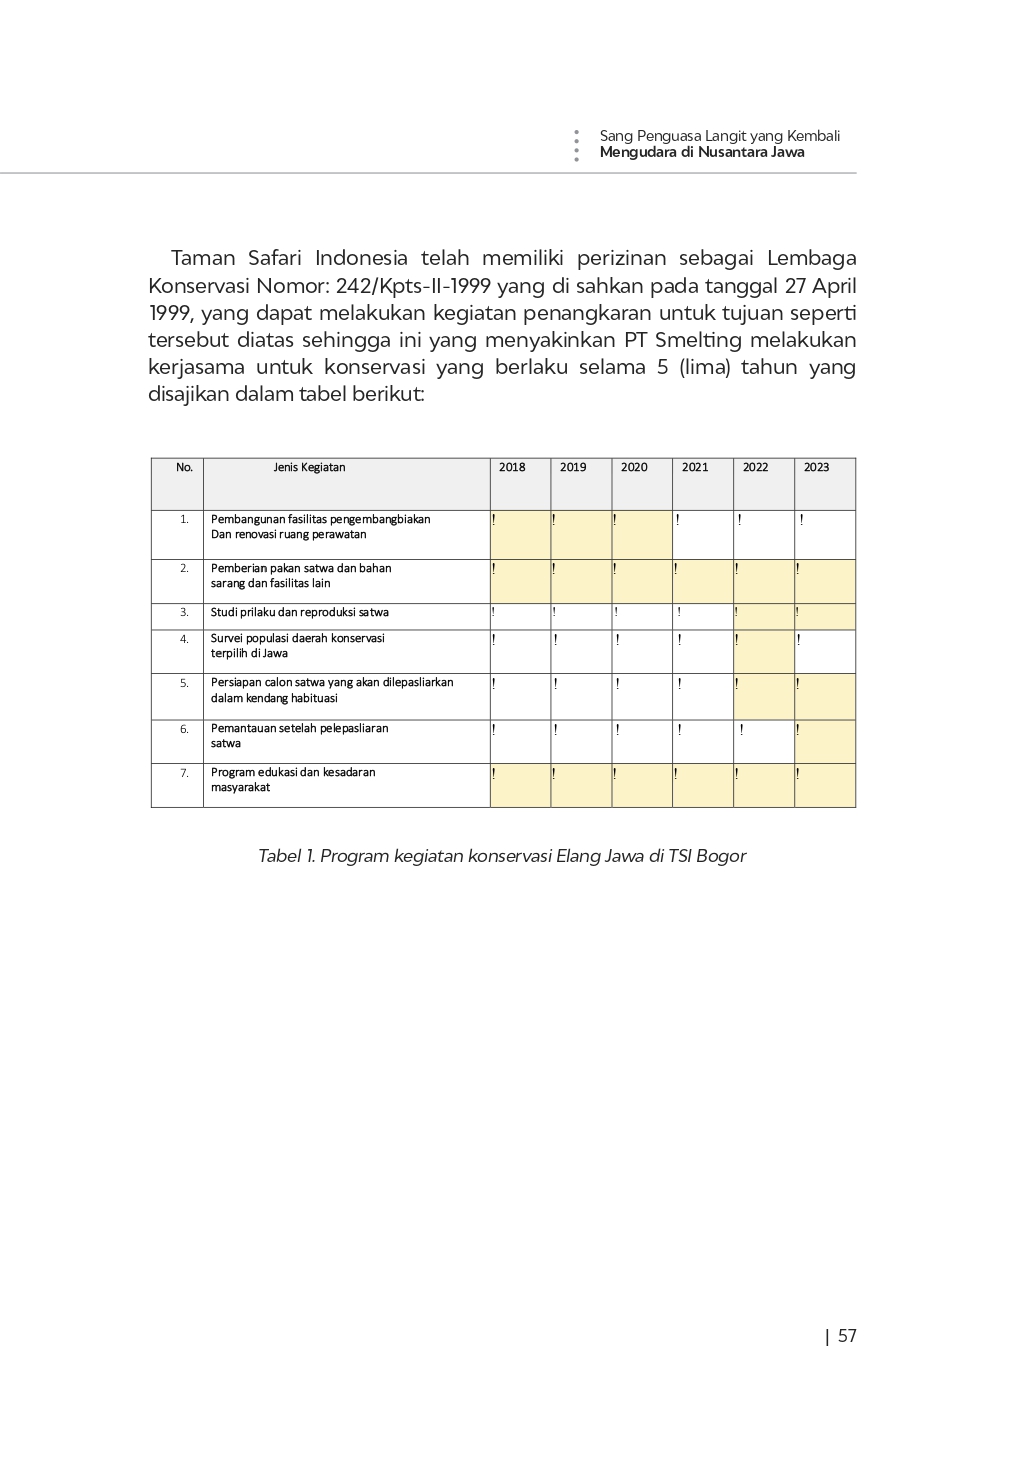 Sang Penguasa Langit yang Kembali
Mengudara di Nusantara Jawa
Taman Safari Indonesia telah memiliki perizinan sebagai Lembaga
Konservasi Nomor: 242/Kpts-II-1999 yang di sahkan pada tanggal 27 April
1999, yang dapat melakukan kegiatan penangkaran untuk tujuan seperti
tersebut diatas sehingga ini yang menyakinkan PT Smelting melakukan
kerjasama untuk konservasi yang berlaku selama 5 (lima) tahun yang
disajikan dalam tabel berikut:
No. Jenis Kegiatan 2018 2019 2020 2021 2022 2023
1. Pembangunan fasilitas pengembangbiakan ! ! ! ! ! !
Dan renovasi ruang perawatan
2. Pemberian pakan satwa dan bahan ! ! ! ! ! !
sarang dan fasilitas lain
3. Studi prilaku dan reproduksi satwa ! ! ! ! ! !
4. Survei populasi daerah konservasi ! ! ! ! ! !
terpilih di Jawa
5. Persiapan calon satwa yang akan dilepasliarkan ! ! ! ! ! !
dalam kendang habituasi
6. Pemantauan setelah pelepasliaran ! ! ! ! ! !
satwa
7. Program edukasi dan kesadaran ! ! ! ! ! !
masyarakat
Tabel 1. Program kegiatan konservasi Elang Jawa di TSI Bogor
| 57